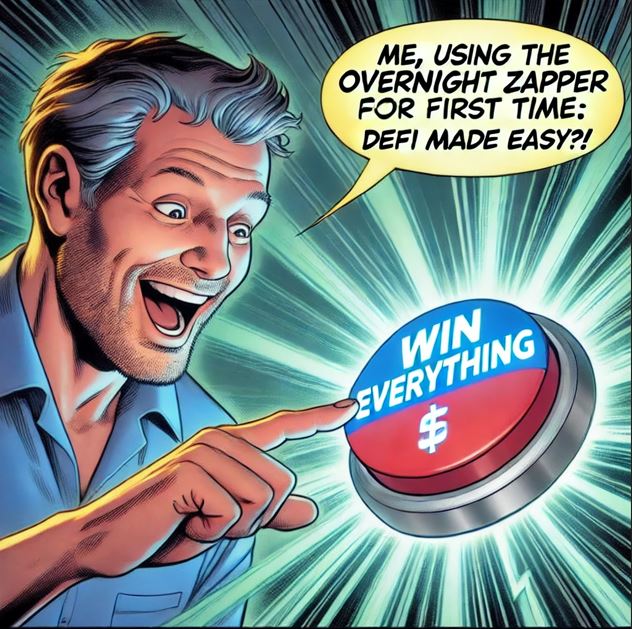 ME, USING THE
OVERNIGHT ZAPPER
FOR FIRST TIME:
DEFI MADE EASY?!
WIN
EVERYTHING
$